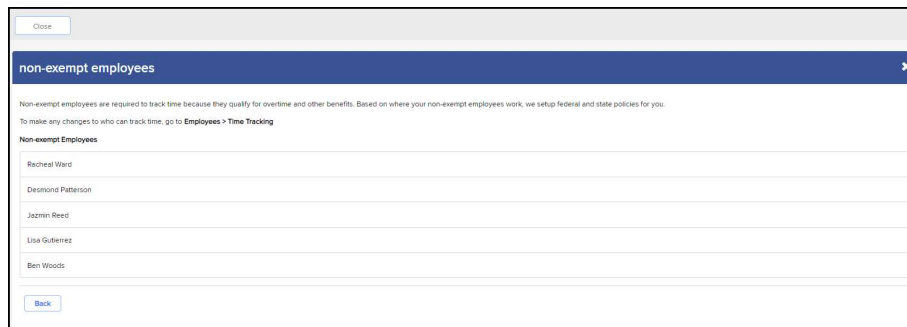 Close
non-exempt employees
Non-exempt employees are required to track time because they qualify for overtime and other benefits. Based on where your non-exempt employees work, we setup federal and state policies for you.
To make any changes to who can track time, go to Employees > Time Tracking
Non-exempt Employees
Racheal Ward
Desmond Patterson
Jazmin Reed
Lisa Gutierrez
Ben Woods
Back